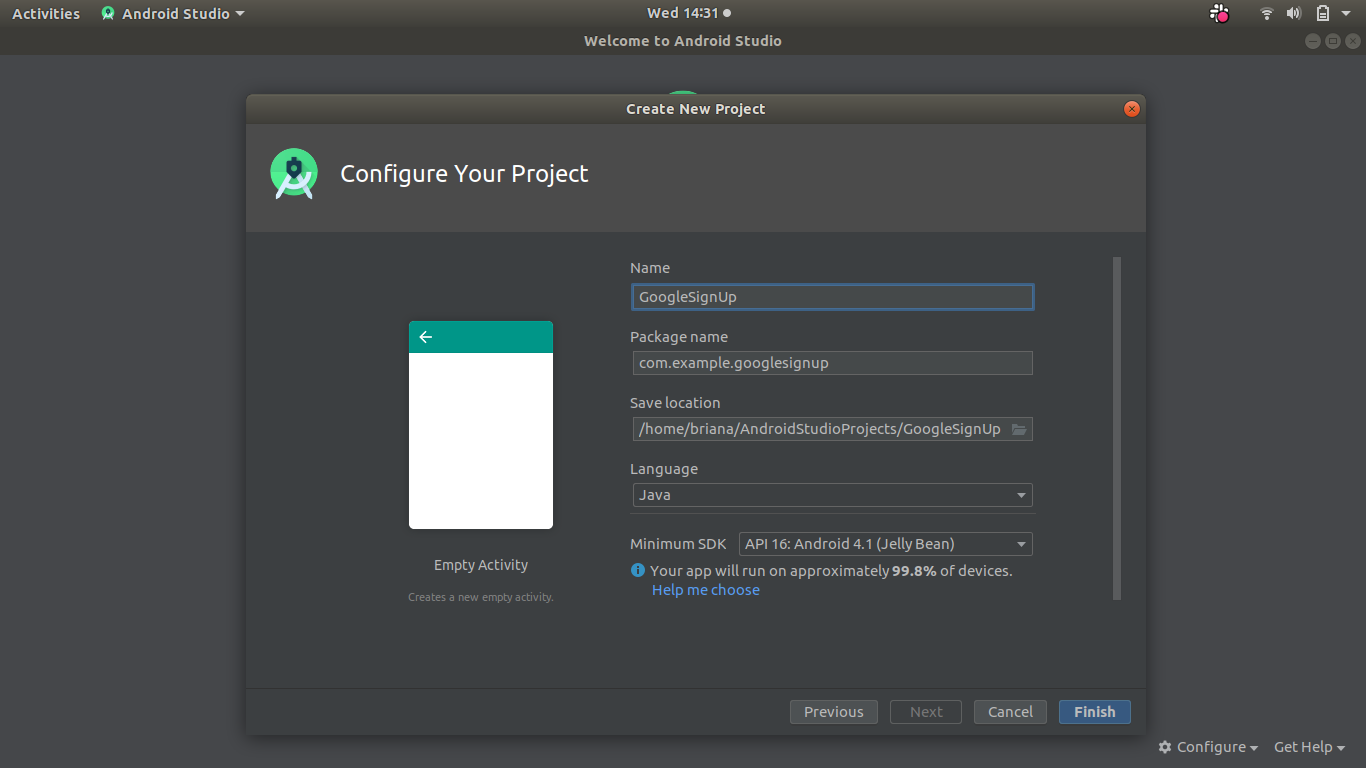 Activities Android Studio Wed 14:31
Welcome to Android Studio
Create New Project
Configure Your Project
Name
GoogleSignUp
Package name
com.example.googlesignup
Save location
/home/briana/AndroidStudioProjects/GoogleSignUp
Language
Java
Minimum SDK API 16: Android 4.1 (Jelly Bean)
Your app will run on approximately 99.8% of devices.
Help me choose
Empty Activity
Creates a new empty activity.
Previous Next Cancel Finish
Configure Get Help